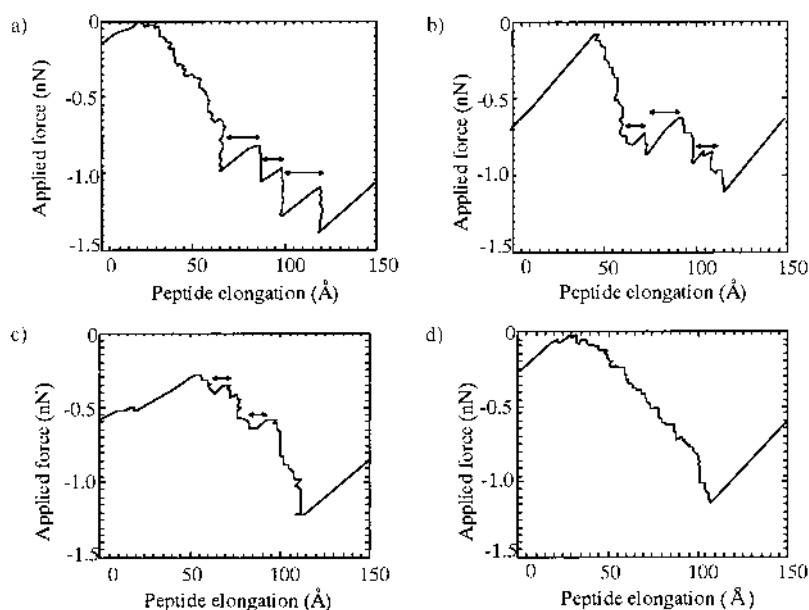 a)
Applied force (nN)
0
-0.5
-1.0
-1.5
0 50 100 150
Peptide elongation (Å)
b)
Applied force (nN)
0
-0.5
-1.0
-1.5
50 100 150
Peptide elongation (Å)
c)
Applied force (nN)
0
-0.5
-1.0
-1.5
0 50 100 150
Peptide elongation (Å)
d)
Applied force (nN)
0
-0.5
-1.0
-1.5
0 50 100 150
Peptide elongation (Å)